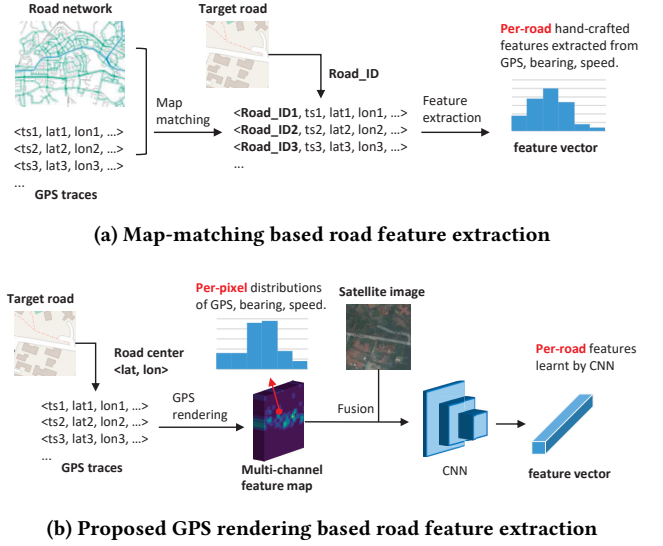 Road network
Target road
Per-road hand-crafted
features extracted from
GPS, bearing, speed.
Road_ID
Map
matching
<ts1, lat1, lon1, ...>
<ts2, lat2, lon2, ...>
<ts3, lat3, lon3, ...>
...
GPS traces
<Road_ID1, ts1, lat1, lon1, ...>
<Road_ID2, ts2, lat2, lon2, ...>
<Road_ID3, ts3, lat3, lon3, ...>
...
Feature
extraction
feature vector
(a) Map-matching based road feature extraction
Target road
Per-pixel distributions
of GPS, bearing, speed.
Satellite image
Road center
<lat, lon>
Per-road features
learnt by CNN
<ts1, lat1, lon1, ...>
<ts2, lat2, lon2, ...>
<ts3, lat3, lon3, ...>
...
GPS traces
GPS
rendering
Fusion
Multi-channel
feature map
CNN
feature vector
(b) Proposed GPS rendering based road feature extraction